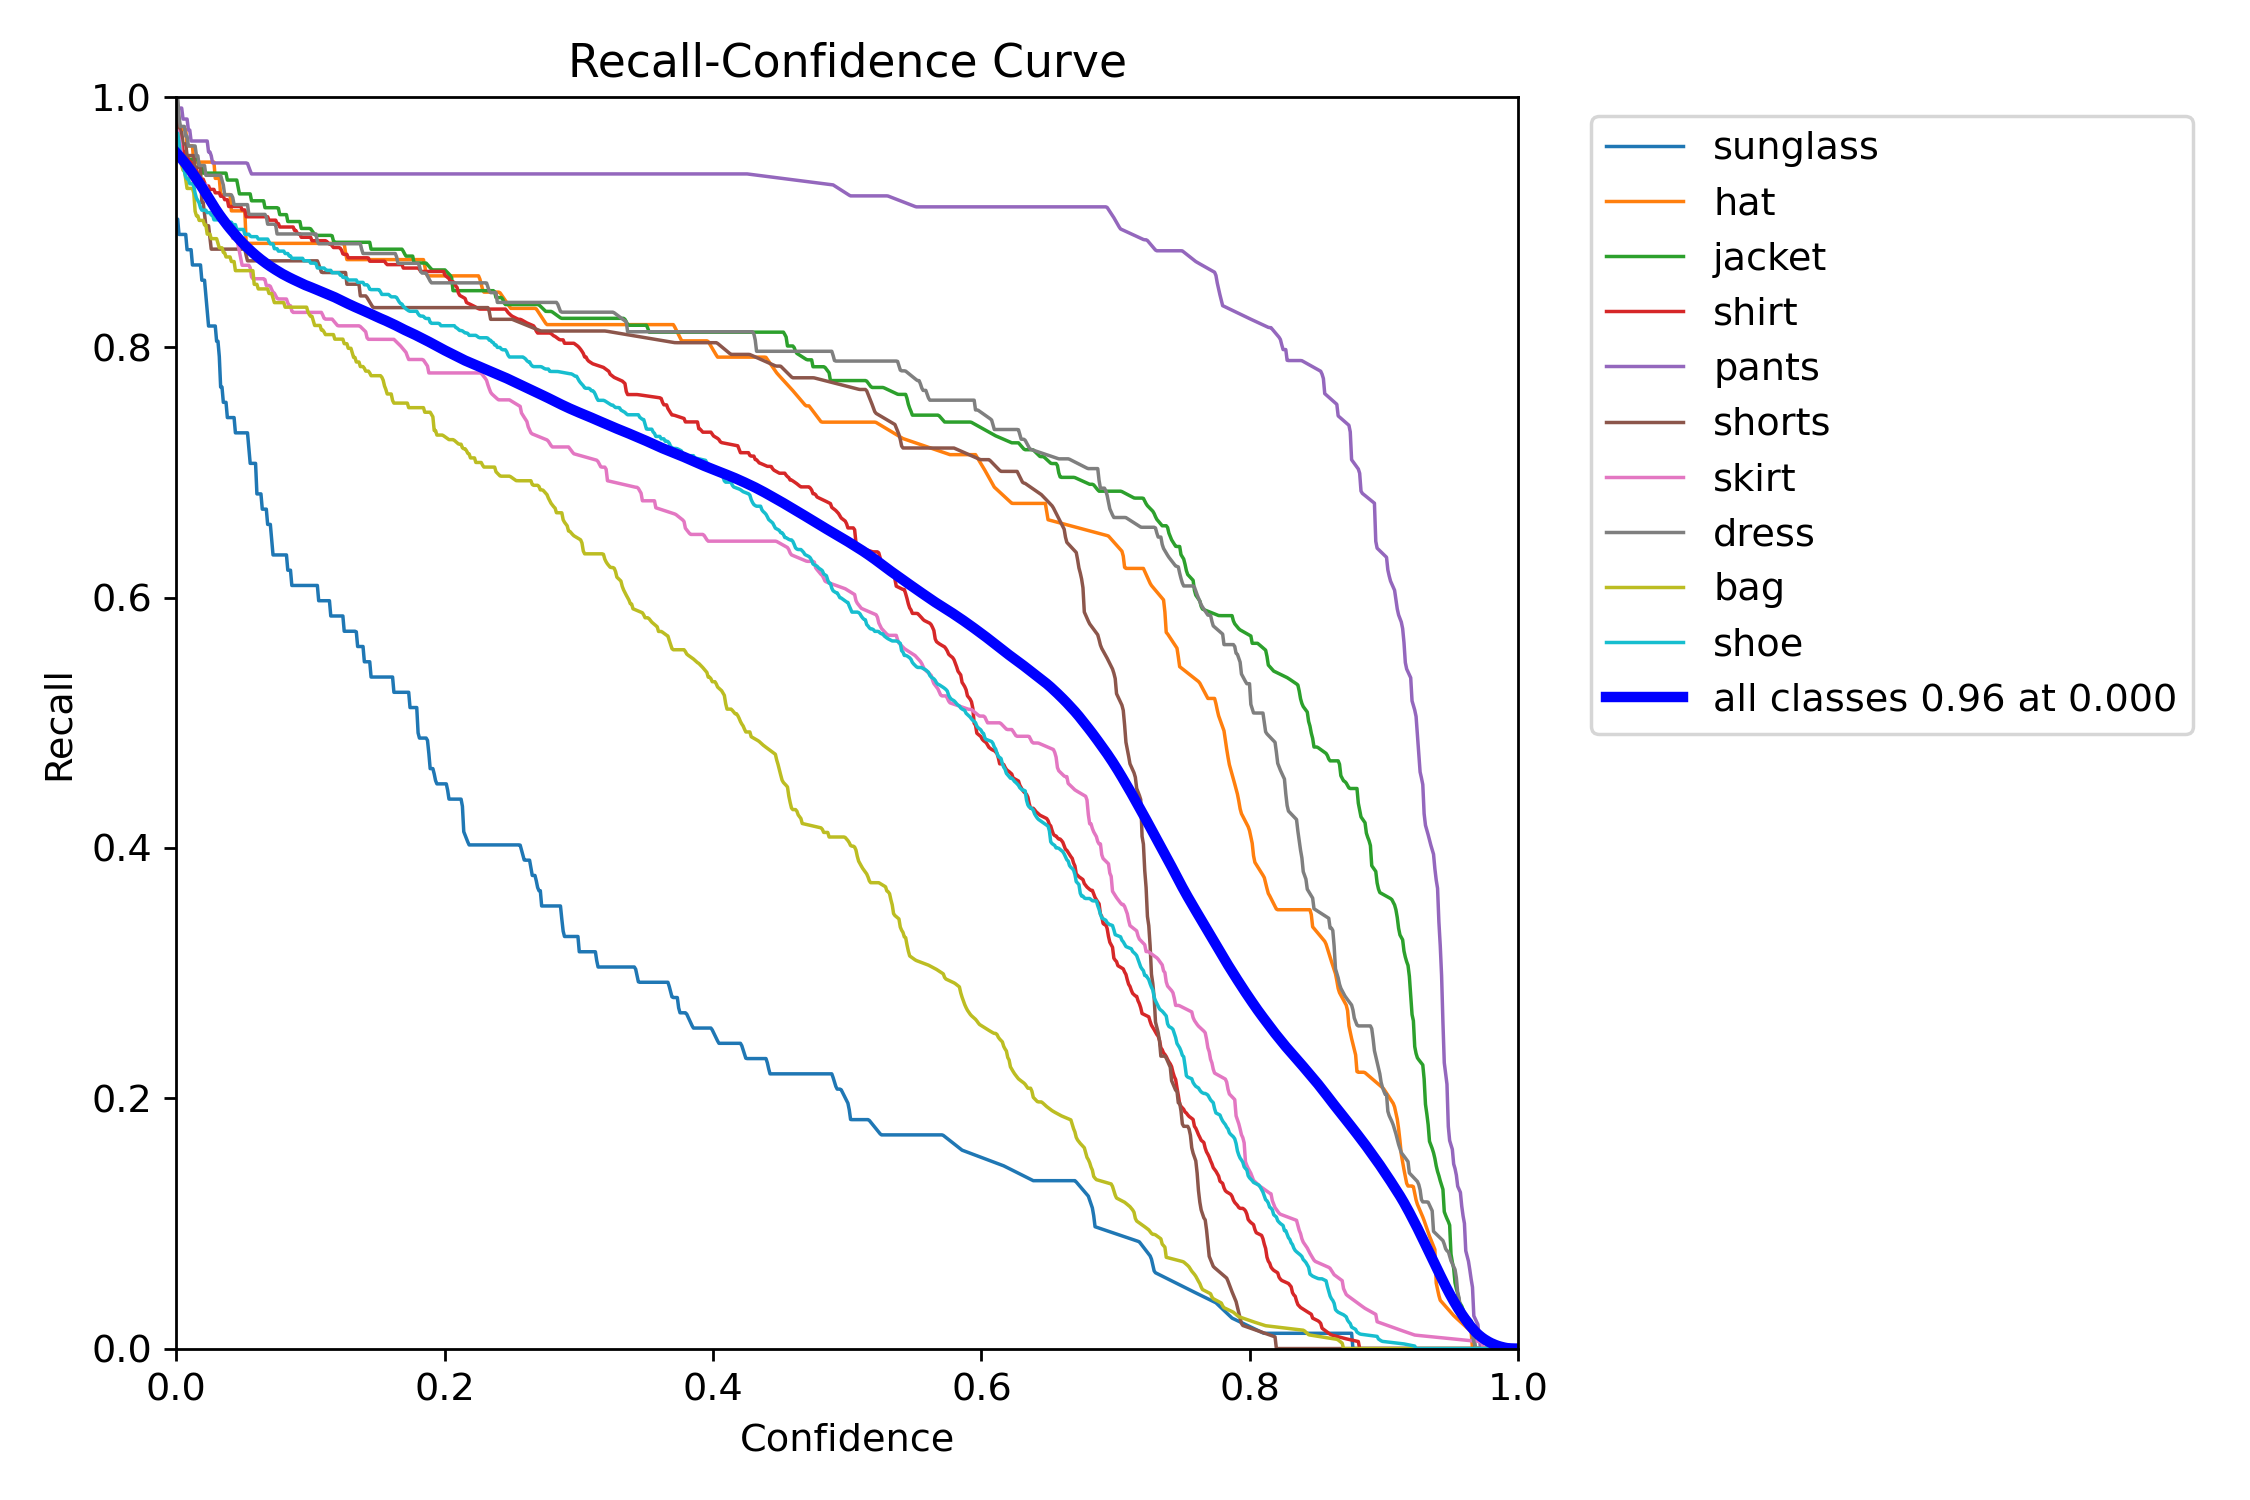 Recall-Confidence Curve
1.0
0.8
0.6
0.4
0.2
0.0
Recall
0.0 0.2 0.4 0.6 0.8 1.0
Confidence
sunglass
hat
jacket
shirt
pants
shorts
skirt
dress
bag
shoe
all classes 0.96 at 0.000